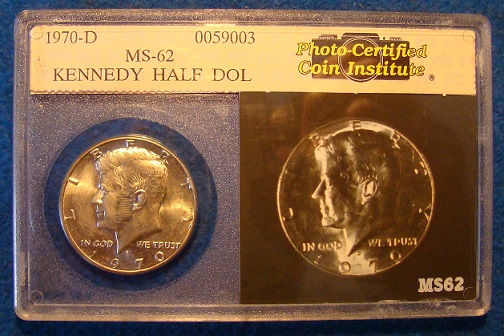 1970-D 0059003
MS-62
KENNEDY HALF DOL
Photo-Certified
Coin Institute®
LIBERTY
IN GOD WE TRUST
1970
LIBERTY
IN GOD WE TRUST
1970
MS62